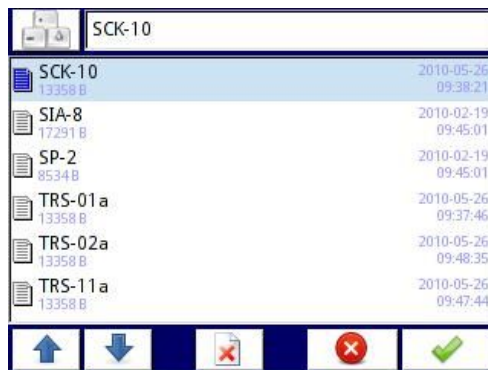 SCK-10
SCK-10 2010-05-26
13358 B 09:38:21
SIA-8 2010-02-19
17291 B 09:45:01
SP-2 2010-02-19
8534 B 09:45:01
TRS-01a 2010-05-26
13358 B 09:37:46
TRS-02a 2010-05-26
13358 B 09:48:35
TRS-11a 2010-05-26
13358 B 09:47:44